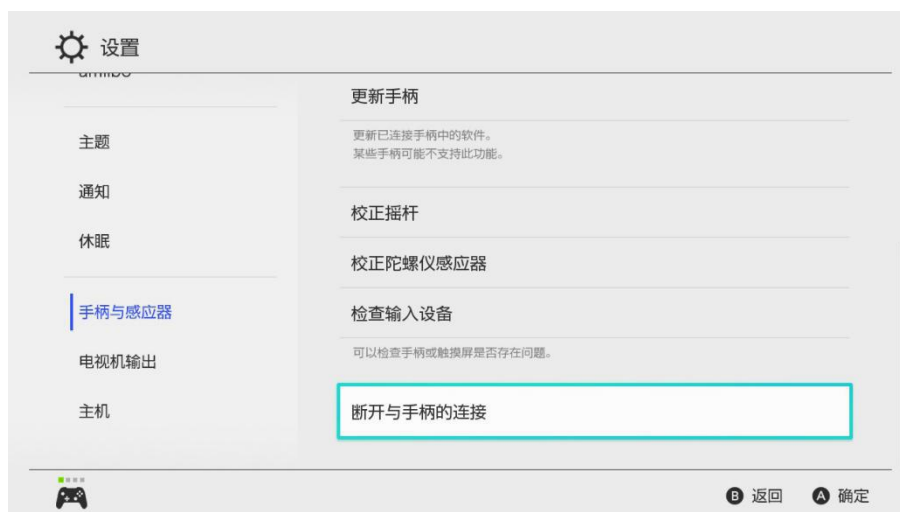 设置
amiibo
主题
通知
休眠
手柄与感应器
电视机输出
主机
更新手柄
更新已连接手柄中的软件。
某些手柄可能不支持此功能。
校正摇杆
校正陀螺仪感应器
检查输入设备
可以检查手柄或触摸屏是否存在问题。
断开与手柄的连接
B 返回 A 确定